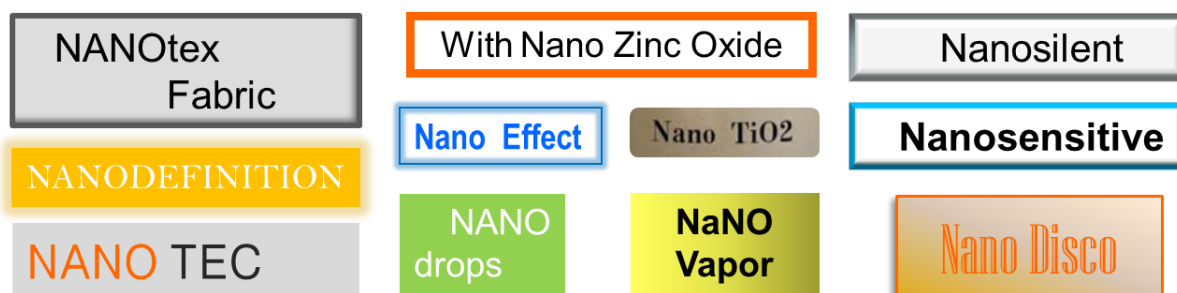 NANOtex
Fabric
NANODEFINITION
NANO TEC
With Nano Zinc Oxide
Nano Effect
Nano TiO2
NANO
drops
NaNO
Vapor
Nanosilent
Nanosensitive
Nano Disco